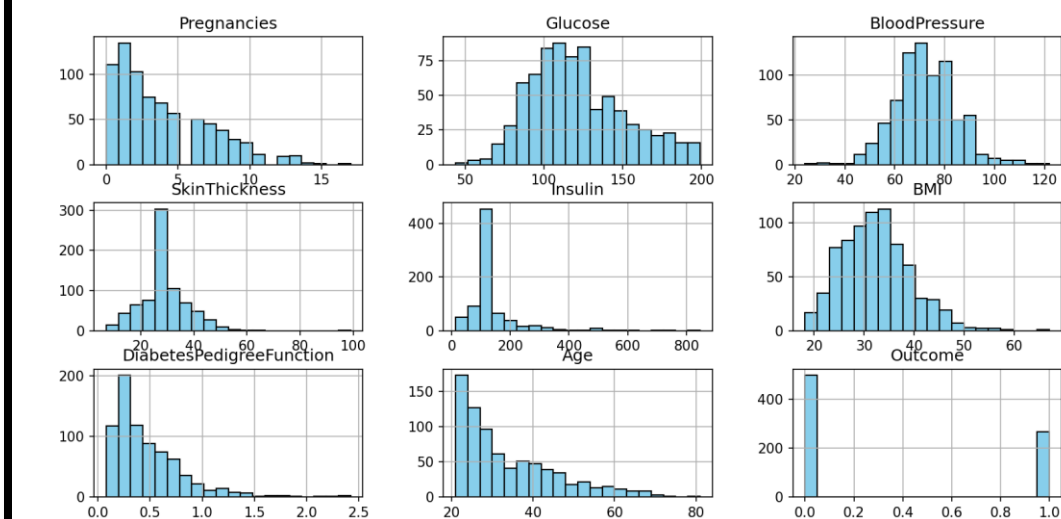 Pregnancies Glucose BloodPressure
100 75 100
50 50 50
25
0 0 0
0 5 10 15 50 100 150 200 20 40 60 80 100 120
SkinThickness Insulin BMI
300 400 100
200 200 50
100
0 0 0
20 40 60 80 100 0 200 400 600 800 20 30 40 50 60
DiabetesPedigreeFunction Age Outcome
200 150 400
100 100 200
50
0 0 0
0.0 0.5 1.0 1.5 2.0 2.5 20 40 60 80 0.0 0.2 0.4 0.6 0.8 1.0